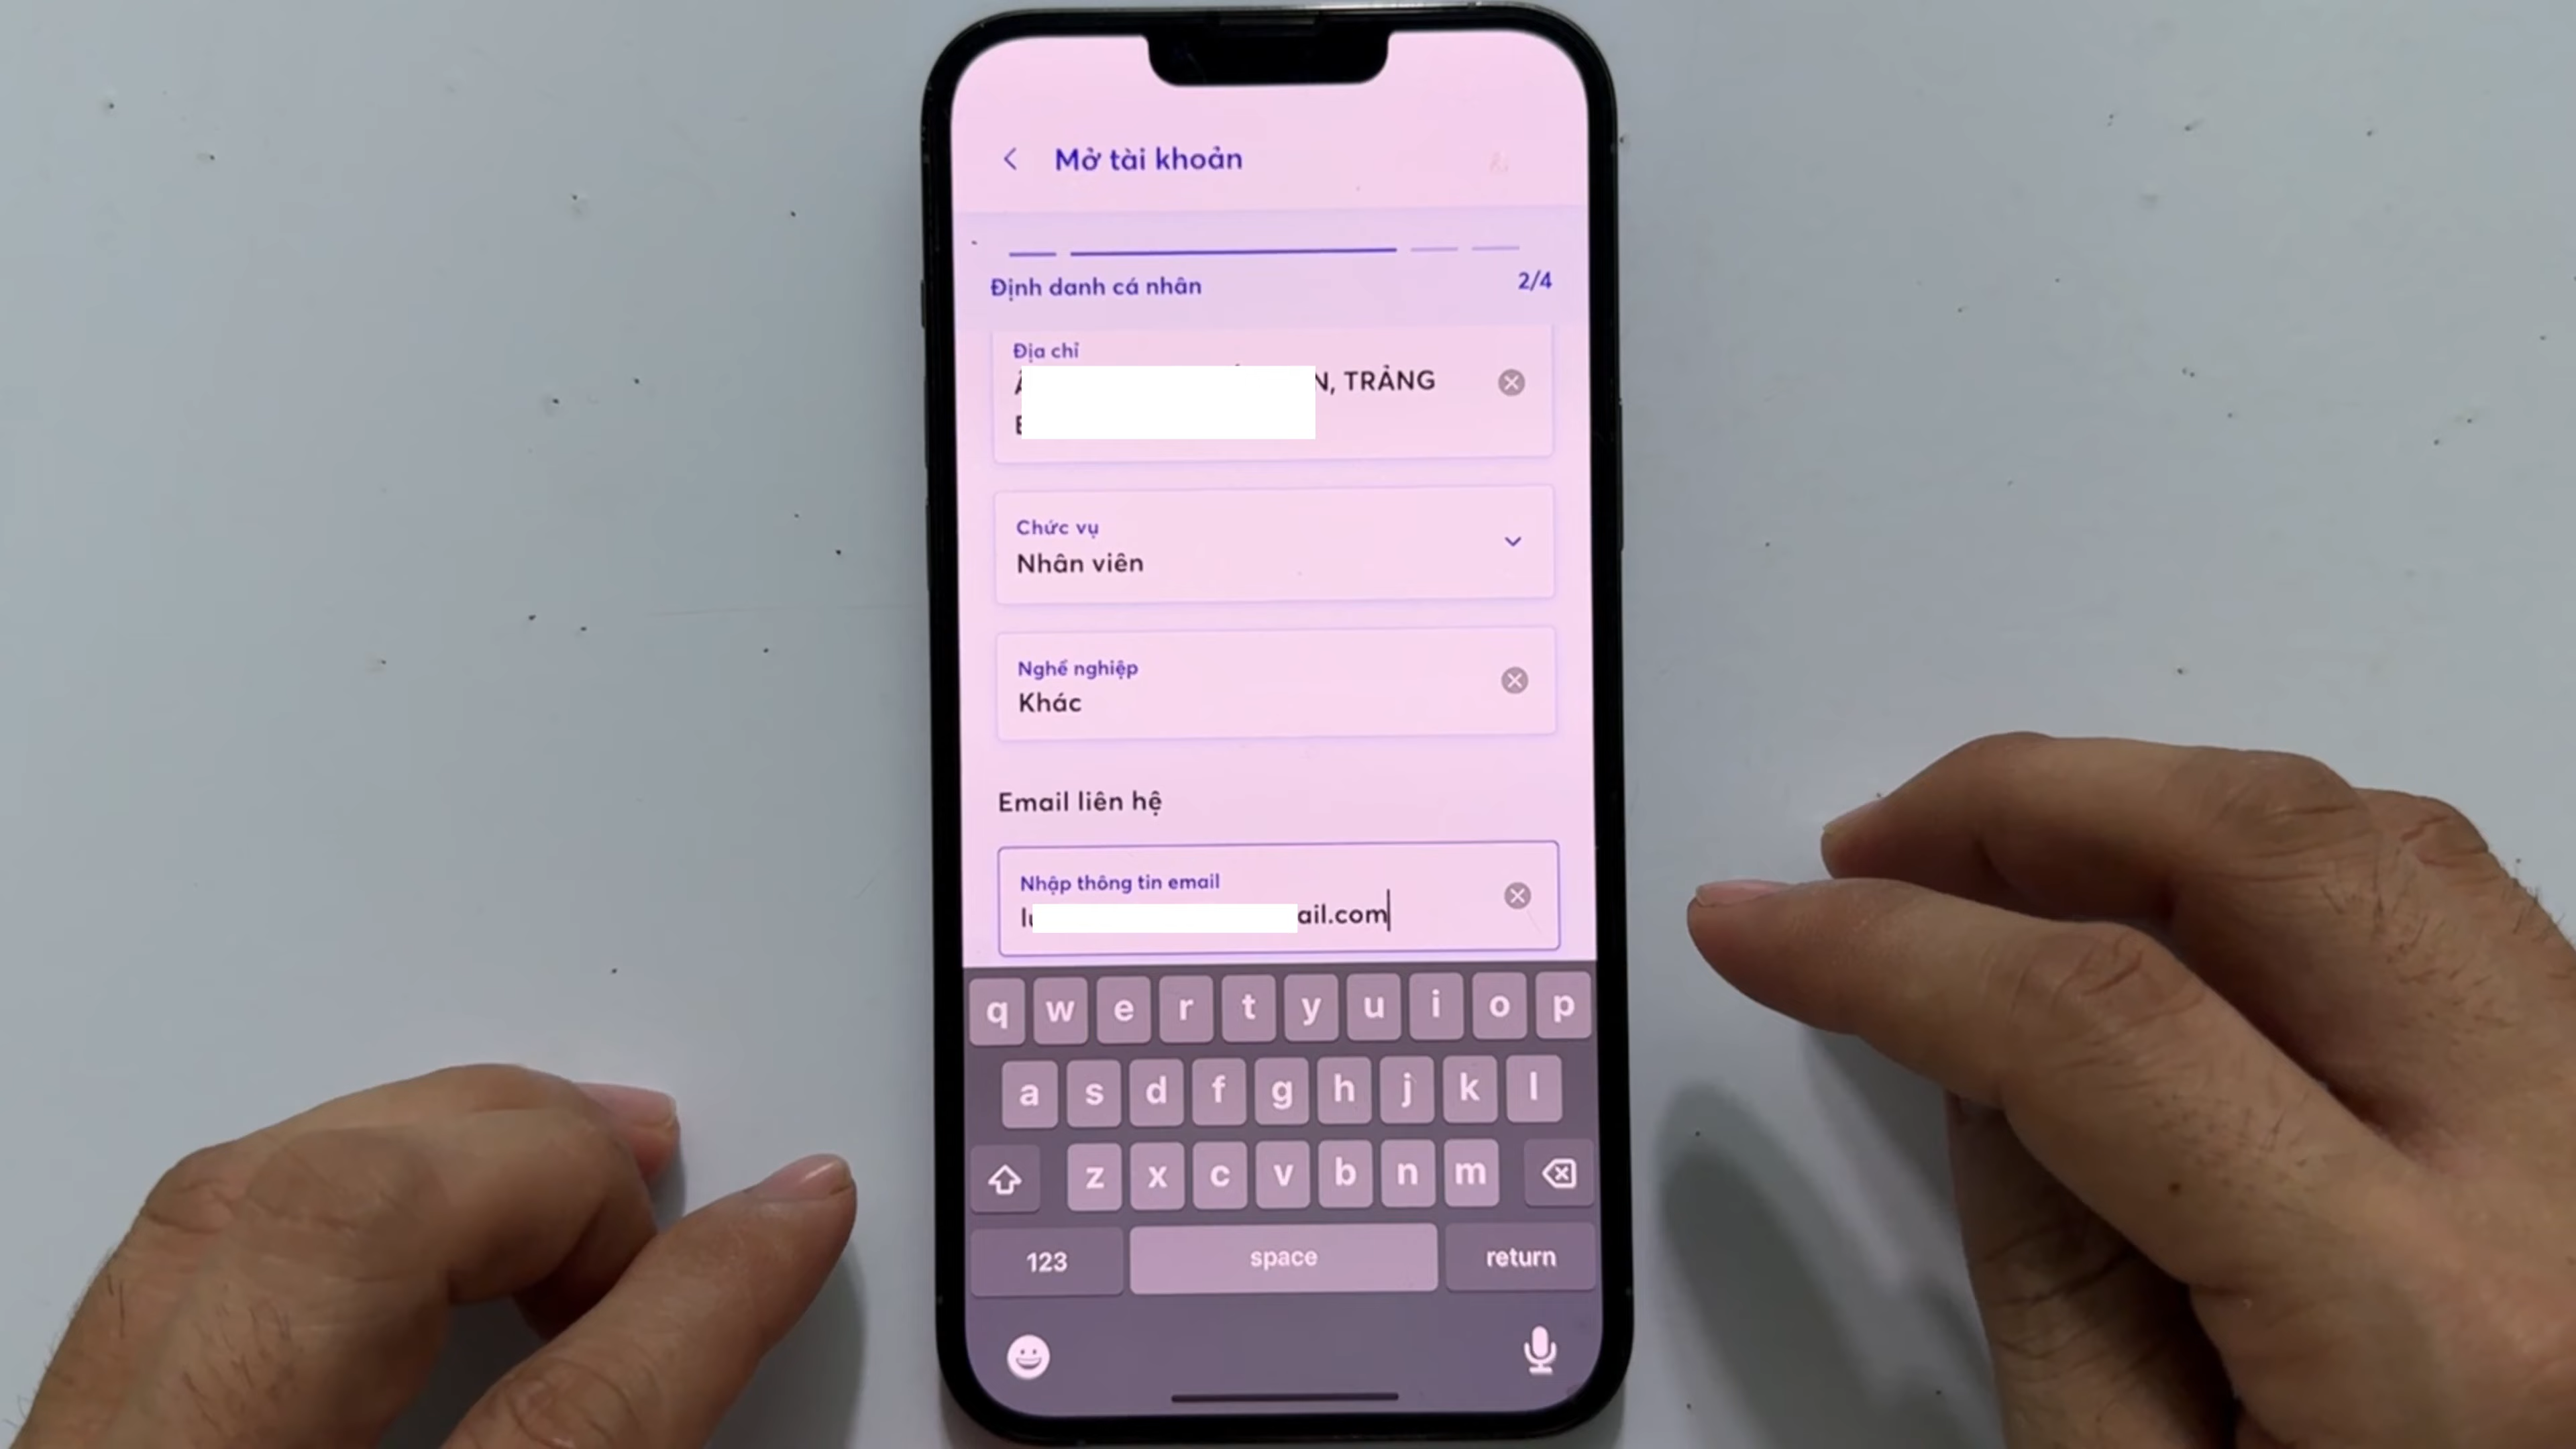 Mở tài khoản
Định danh cá nhân 2/4
Địa chỉ
TRẢNG
Chức vụ
Nhân viên
Nghề nghiệp
Khác
Email liên hệ
Nhập thông tin email
ail.com
q w e r t y u i o p
a s d f g h j k l
z x c v b n m
123 space return